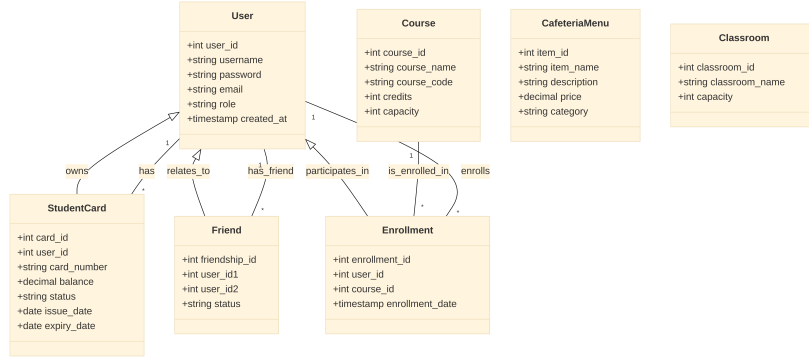 User
+int user_id
+string username
+string password
+string email
+string role
+timestamp created_at
Course
+int course_id
+string course_name
+string course_code
+int credits
+int capacity
CafeteriaMenu
+int item_id
+string item_name
+string description
+decimal price
+string category
Classroom
+int classroom_id
+string classroom_name
+int capacity
1
1
1
1
owns
has
relates_to
has_friend
participates_in
is_enrolled_in
enrolls
*
*
*
*
StudentCard
+int card_id
+int user_id
+string card_number
+decimal balance
+string status
+date issue_date
+date expiry_date
Friend
+int friendship_id
+int user_id1
+int user_id2
+string status
Enrollment
+int enrollment_id
+int user_id
+int course_id
+timestamp enrollment_date